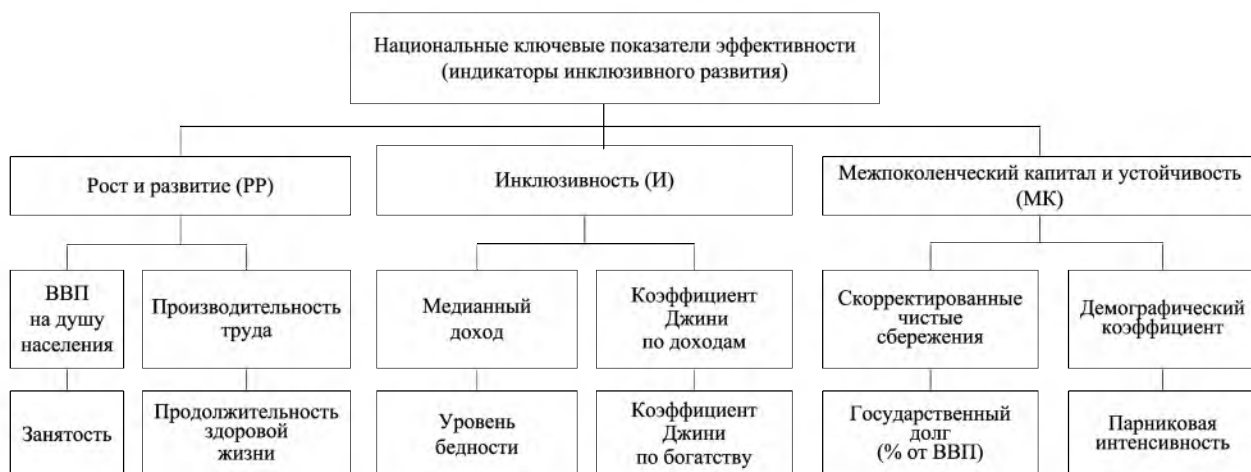 Национальные ключевые показатели эффективности
(индикаторы инклюзивного развития)
Рост и развитие (РР)
Инклюзивность (И)
Межпоколенческий капитал и устойчивость
(МК)
ВВП
на душу
населения
Производительность
труда
Медианный
доход
Коэффициент
Джини
по доходам
Скорректированные
чистые
сбережения
Демографический
коэффициент
Занятость
Продолжительность
здоровой
жизни
Уровень
бедности
Коэффициент
Джини
по богатству
Государственный
долг
(% от ВВП)
Парниковая
интенсивность